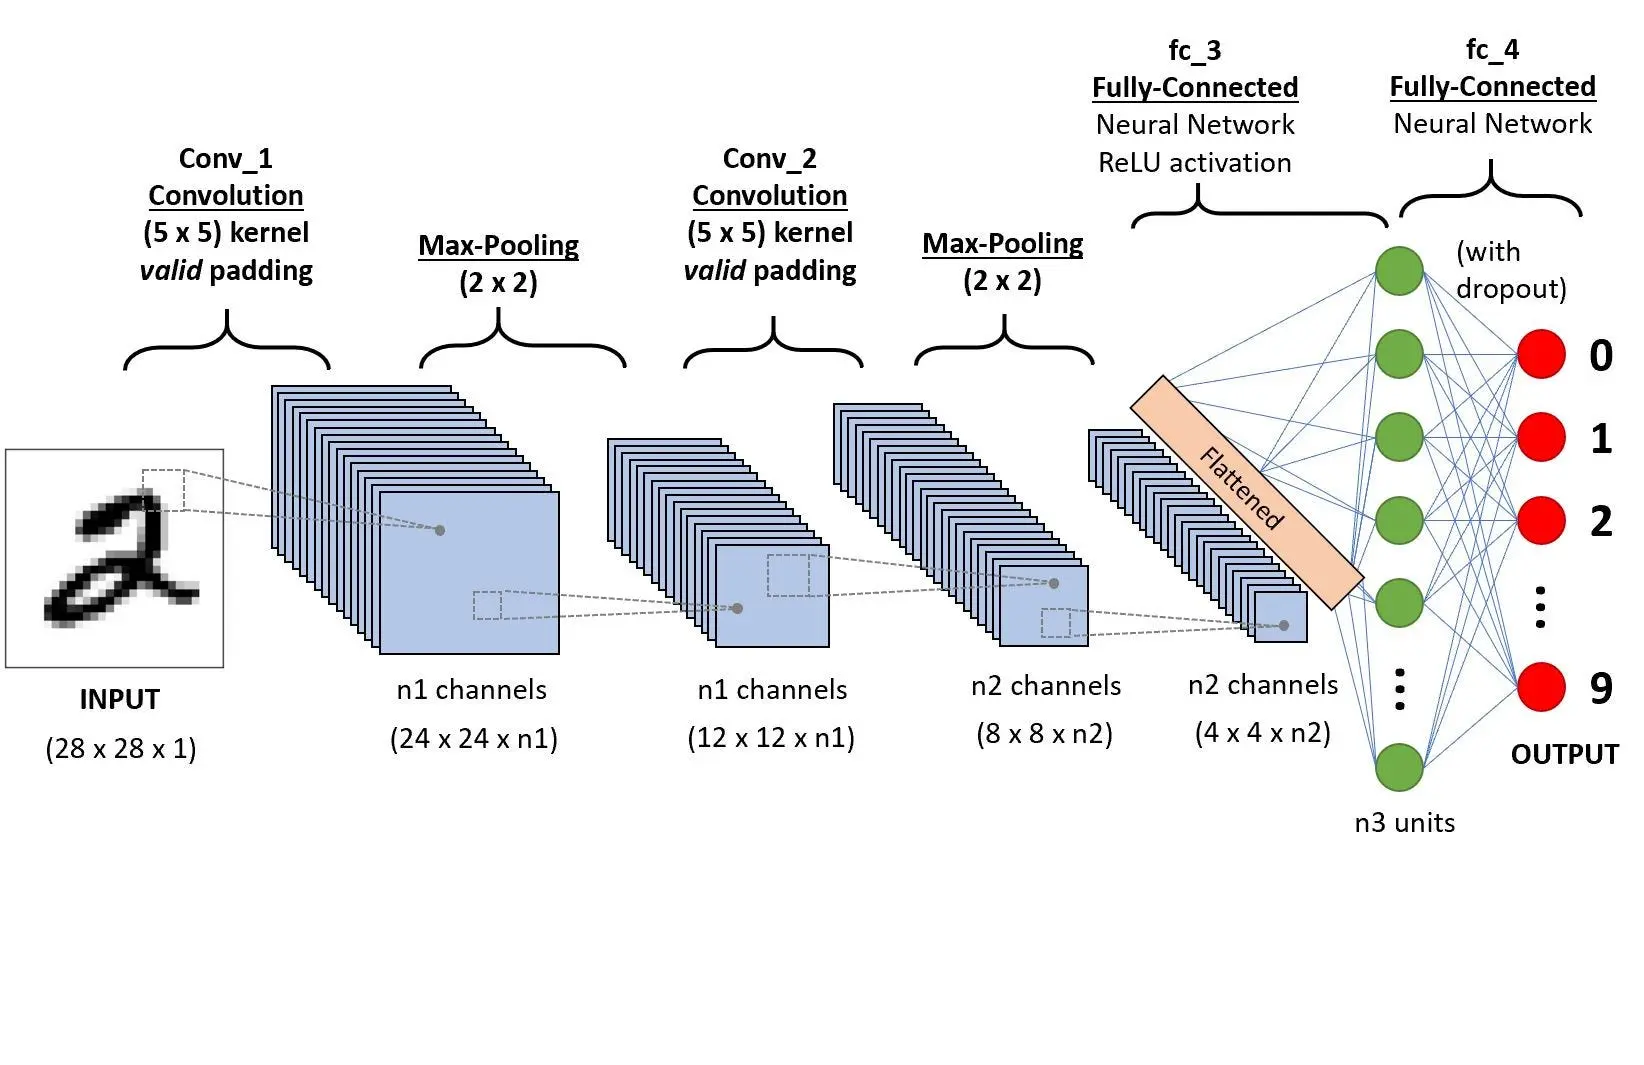 Conv_1
Convolution
(5 x 5) kernel
valid padding
Max-Pooling
(2 x 2)
Conv_2
Convolution
(5 x 5) kernel
valid padding
Max-Pooling
(2 x 2)
fc_3
Fully-Connected
Neural Network
ReLU activation
fc_4
Fully-Connected
Neural Network
(with
dropout)
Flattened
0
1
2
9
INPUT
(28 x 28 x 1)
n1 channels
(24 x 24 x n1)
n1 channels
(12 x 12 x n1)
n2 channels
(8 x 8 x n2)
n2 channels
(4 x 4 x n2)
n3 units
OUTPUT